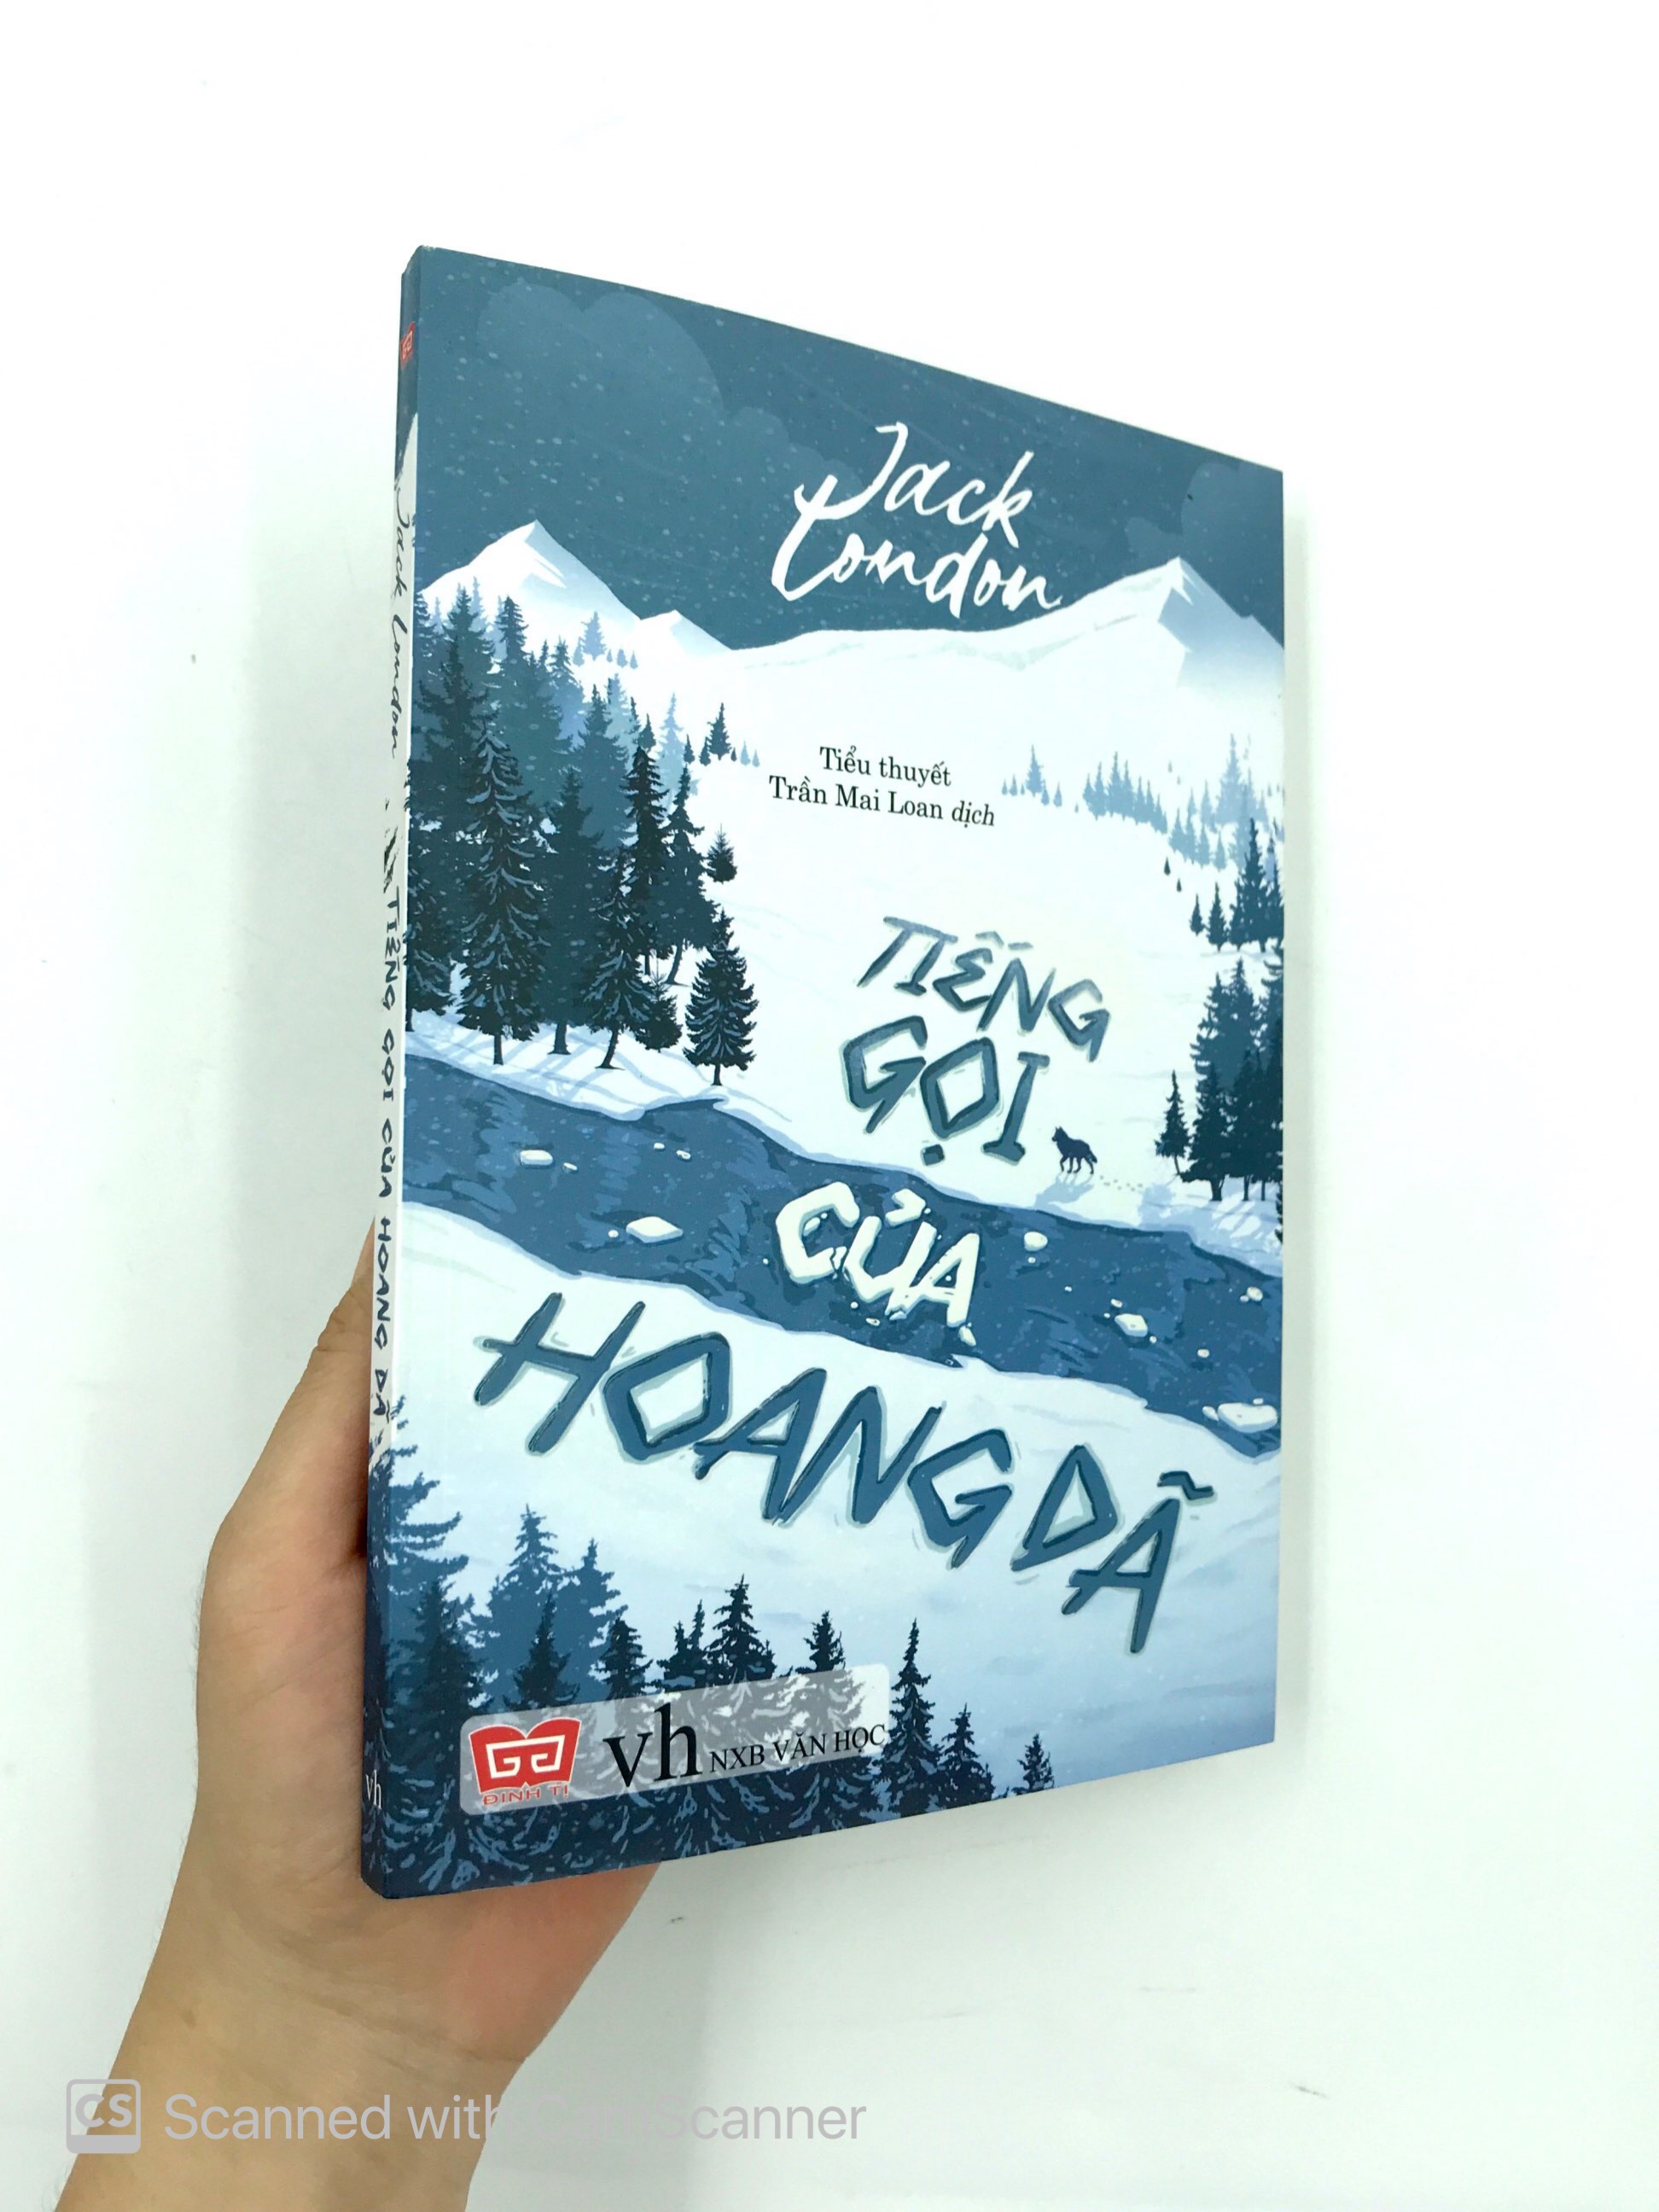 Jack
London
Tiểu thuyết
Trần Mai Loan dịch
TIẾNG
GỌI
CỦA
HOANG DÃ
ĐINH TỊ
vh NXB VĂN HỌC
Jack London
TIẾNG GỌI CỦA HOANG DÃ
vh
CS Scanned with CamScanner